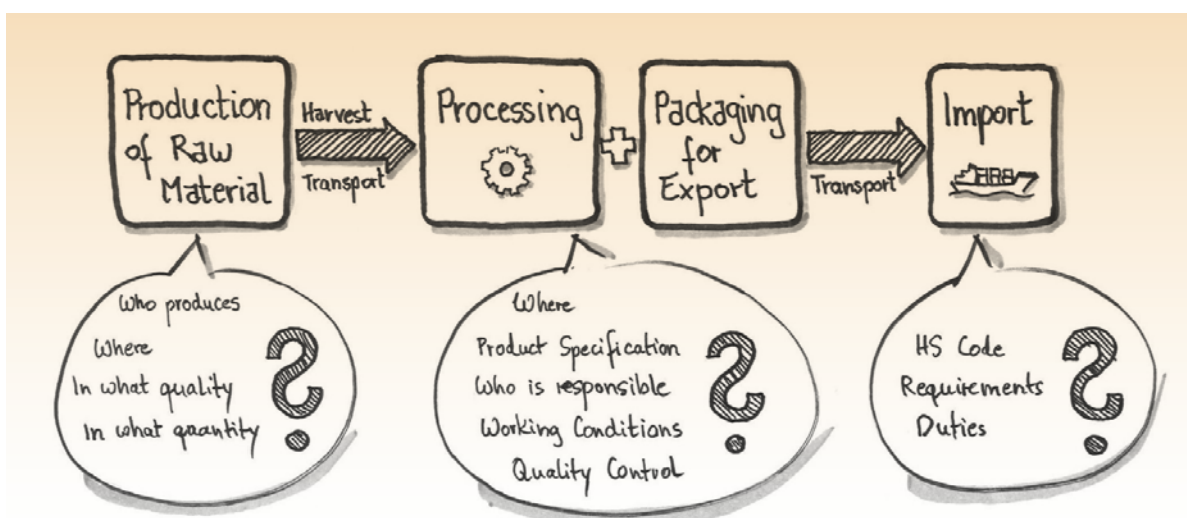 Production
of Raw
Material
Harvest
Transport
Processing
Packaging
for
Export
Transport
Import
Who produces
Where
In what quality
In what quantity
?
Where
Product Specification
Who is responsible
Working Conditions
Quality Control
?
HS Code
Requirements
Duties
?